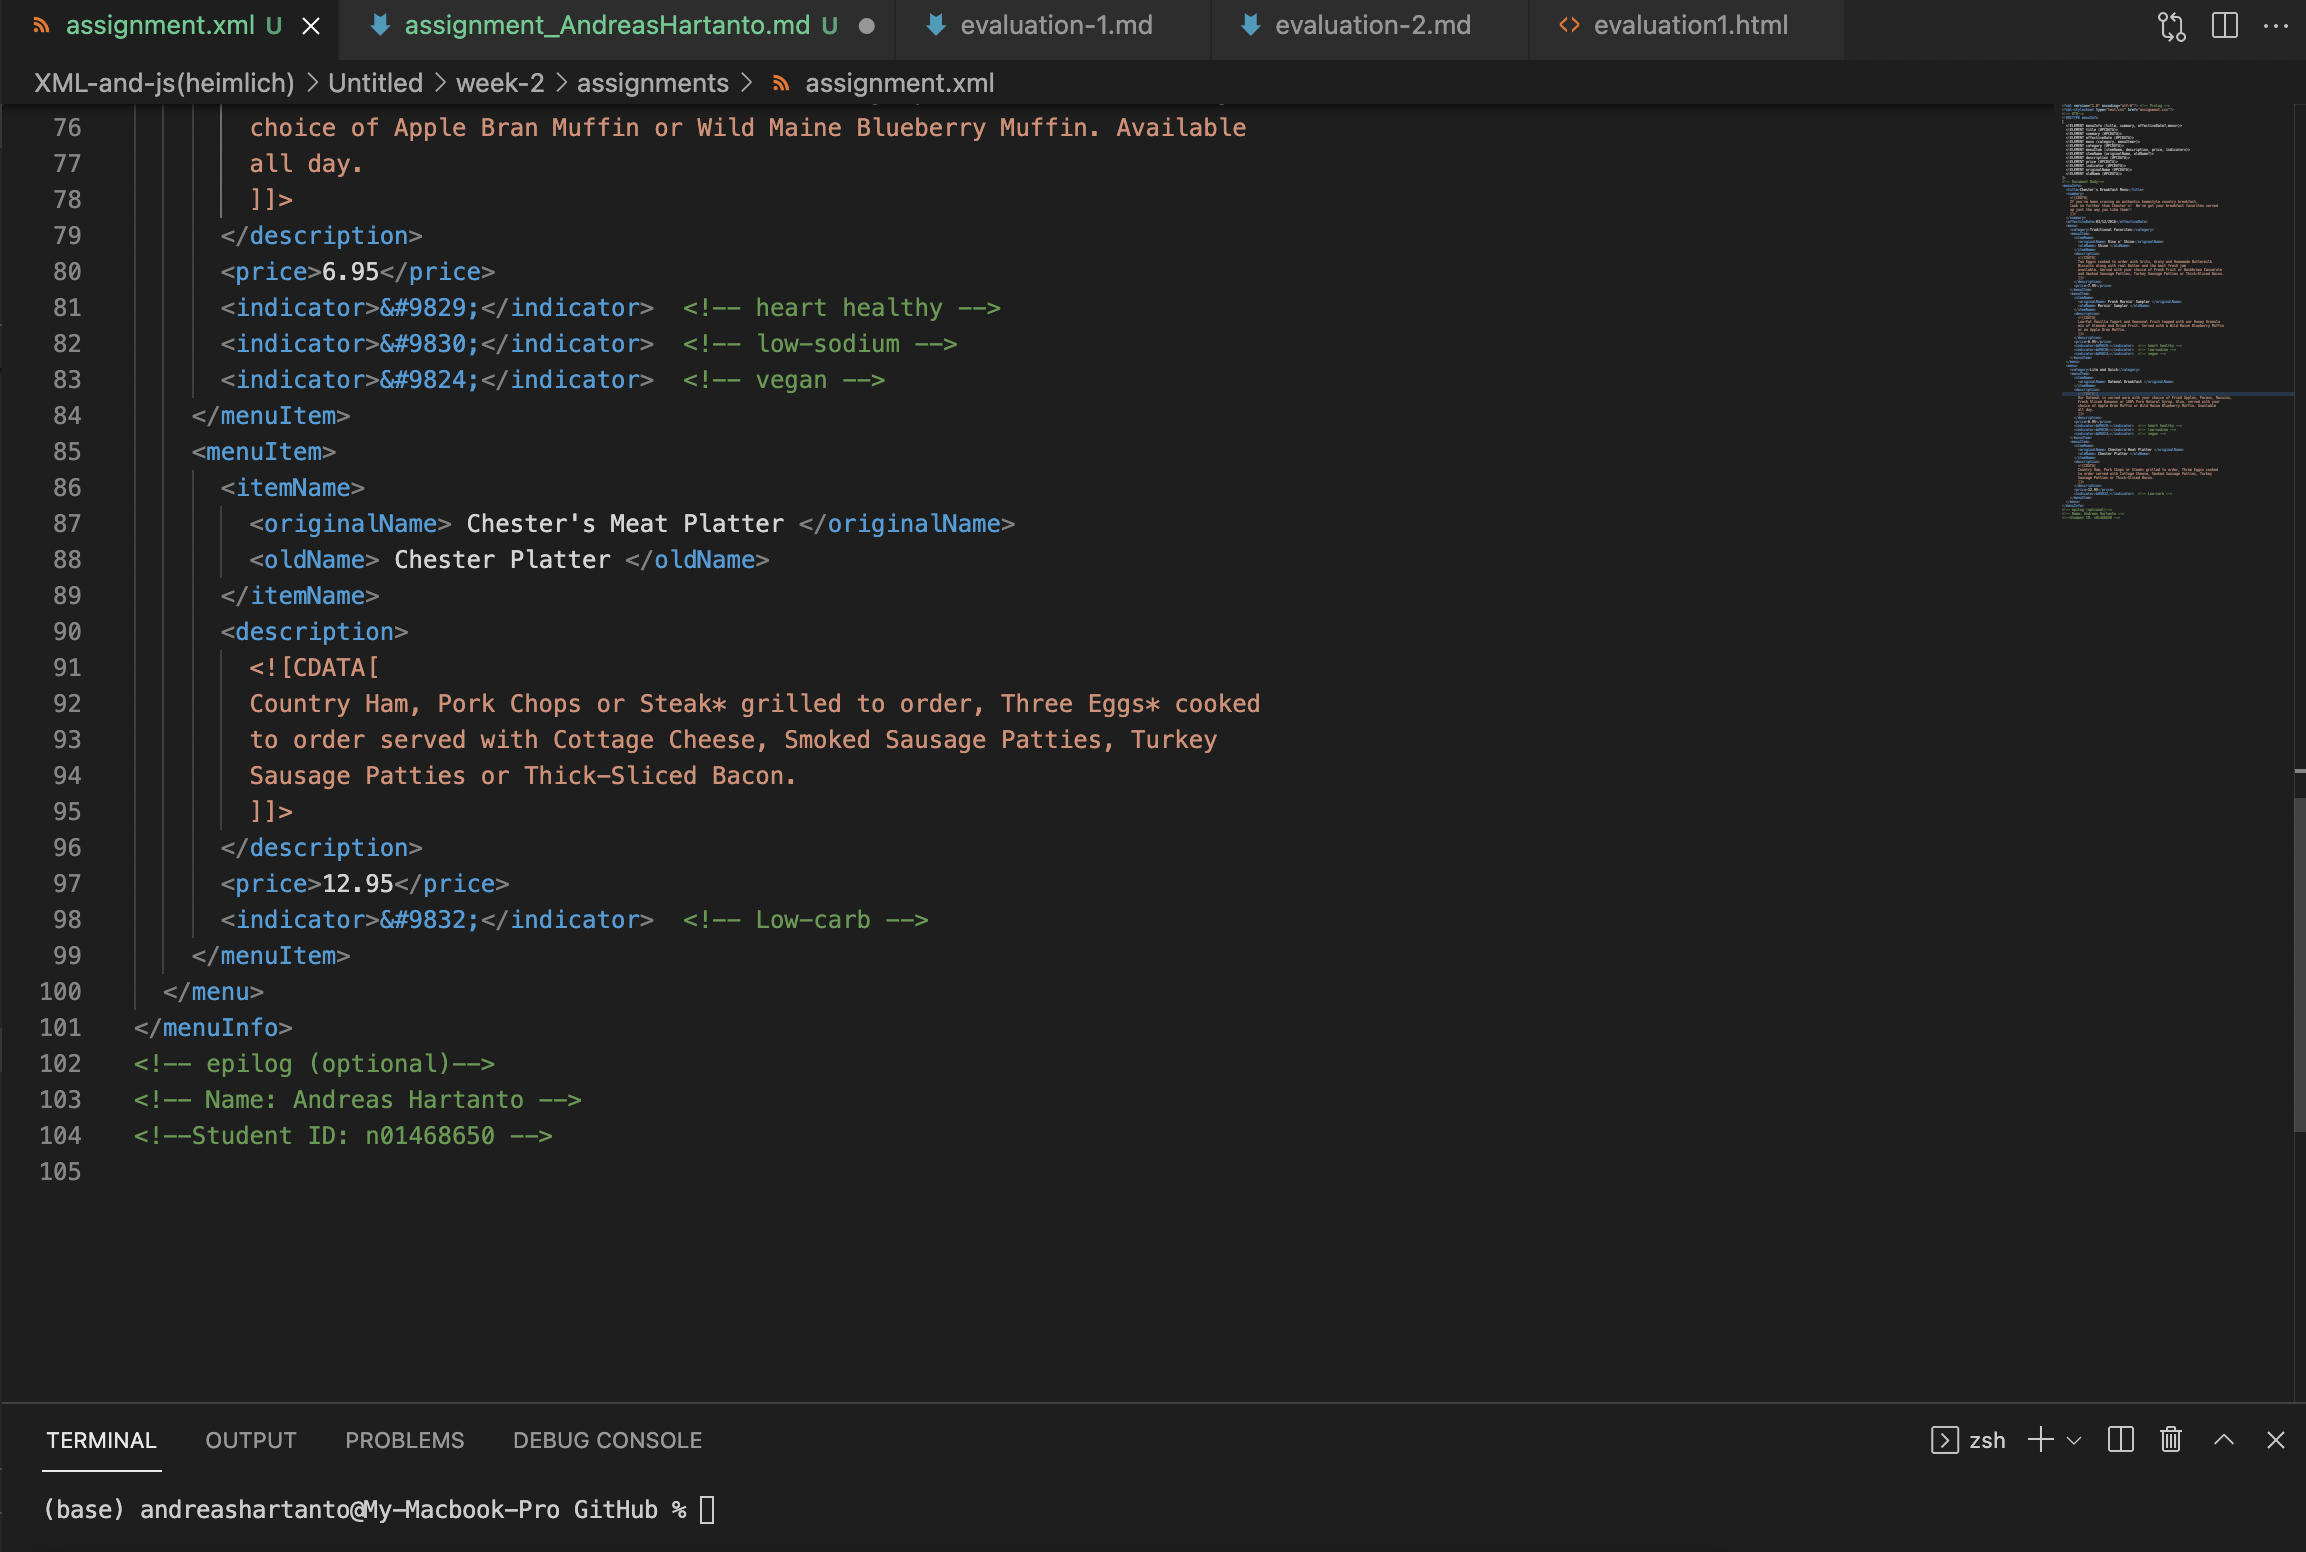 assignment.xml U
assignment_AndreasHartanto.md U
evaluation-1.md
evaluation-2.md
evaluation1.html
XML-and-js(heimlich) > Untitled > week-2 > assignments > assignment.xml
76 choice of Apple Bran Muffin or Wild Maine Blueberry Muffin. Available
77 all day.
78 ]]>
79 </description>
80 <price>6.95</price>
81 <indicator>&#9829;</indicator>  <!-- heart healthy -->
82 <indicator>&#9830;</indicator>  <!-- low-sodium -->
83 <indicator>&#9824;</indicator>  <!-- vegan -->
84 </menuItem>
85 <menuItem>
86 <itemName>
87 <originalName> Chester's Meat Platter </originalName>
88 <oldName> Chester Platter </oldName>
89 </itemName>
90 <description>
91 <![CDATA[
92 Country Ham, Pork Chops or Steak* grilled to order, Three Eggs* cooked
93 to order served with Cottage Cheese, Smoked Sausage Patties, Turkey
94 Sausage Patties or Thick-Sliced Bacon.
95 ]]>
96 </description>
97 <price>12.95</price>
98 <indicator>&#9832;</indicator>  <!-- Low-carb -->
99 </menuItem>
100 </menu>
101 </menuInfo>
102 <!-- epilog (optional)-->
103 <!-- Name: Andreas Hartanto -->
104 <!--Student ID: n01468650 -->
105
TERMINAL OUTPUT PROBLEMS DEBUG CONSOLE
zsh
(base) andreashartanto@My-Macbook-Pro GitHub %